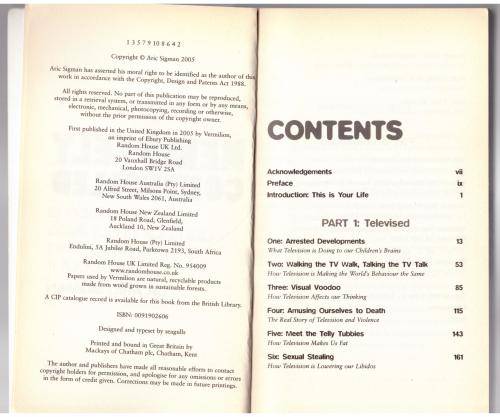 1 3 5 7 9 10 8 6 4 2
Copyright © Aric Sigman 2005
Aric Sigman has asserted his moral right to be identified as the author of this
work in accordance with the Copyright, Design and Patents Act 1988.
All rights reserved. No part of this publication may be reproduced,
stored in a retrieval system, or transmitted in any form or by any means,
electronic, mechanical, photocopying, recording or otherwise,
without the prior permission of the copyright owner.
First published in the United Kingdom in 2005 by Vermilion,
an imprint of Ebury Publishing
Random House UK Ltd.
Random House
20 Vauxhall Bridge Road
London SW1V 2SA
Random House Australia (Pty) Limited
20 Alfred Street, Milsons Point, Sydney,
New South Wales 2061, Australia
Random House New Zealand Limited
18 Poland Road, Glenfield,
Auckland 10, New Zealand
Random House (Pty) Limited
Endulini, 5A Jubilee Road, Parktown 2193, South Africa
Random House UK Limited Reg. No. 954009
www.randomhouse.co.uk
Papers used by Vermilion are natural, recyclable products
made from wood grown in sustainable forests.
A CIP catalogue record is available for this book from the British Library.
ISBN: 0091902606
Designed and typeset by seagulls
Printed and bound in Great Britain by
Mackays of Chatham plc, Chatham, Kent
The author and publishers have made all reasonable efforts to contact
copyright holders for permission, and apologise for any omissions or errors
in the form of credit given. Corrections may be made in future printings.
CONTENTS
Acknowledgements vii
Preface ix
Introduction: This is Your Life 1
PART 1: Televised
One: Arrested Developments 13
What Television is Doing to our Children's Brains
Two: Walking the TV Walk, Talking the TV Talk 53
How Television is Making the World's Behaviour the Same
Three: Visual Voodoo 85
How Television Affects our Thinking
Four: Amusing Ourselves to Death 115
The Real Story of Television and Violence
Five: Meet the Telly Tubbies 143
How Television Makes Us Fat
Six: Sexual Stealing 161
How Television is Lowering our Libidos